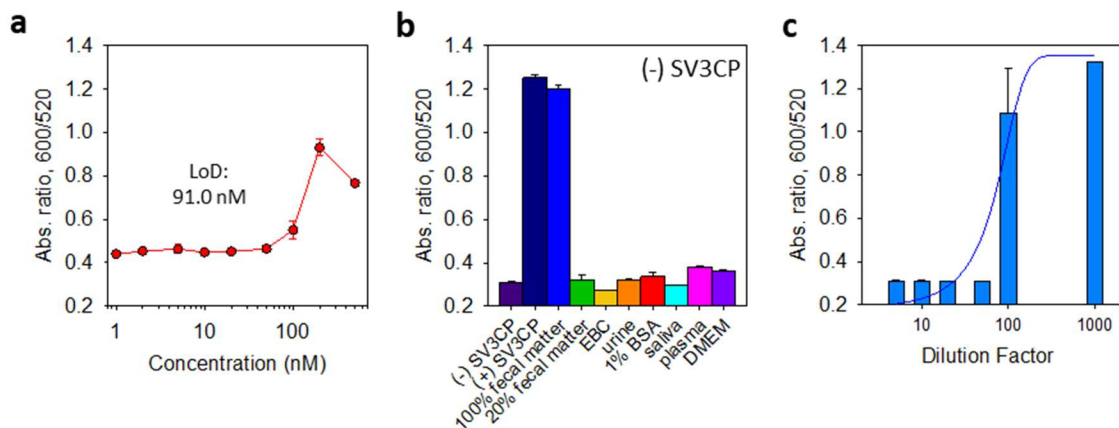 a
1.4
1.2
1.0
0.8
0.6
0.4
0.2
Abs. ratio, 600/520
LoD:
91.0 nM
1
10
100
Concentration (nM)
b
1.4
1.2
1.0
0.8
0.6
0.4
0.2
Abs. ratio, 600/520
(-) SV3CP
(-) SV3CP
(+) SV3CP
100% fecal matter
20% fecal matter
EBC
urine
1% BSA
saliva
plasma
DMEM
c
1.4
1.2
1.0
0.8
0.6
0.4
0.2
Abs. ratio, 600/520
10
100
1000
Dilution Factor